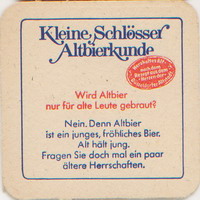 Kleine Schlösser
Altbierkunde
Wird Altbier
nur für alte Leute gebraut?
Nein. Denn Altbier
ist ein junges, fröhliches Bier.
Alt hält jung.
Fragen Sie doch mal ein paar
ältere Herrschaften.